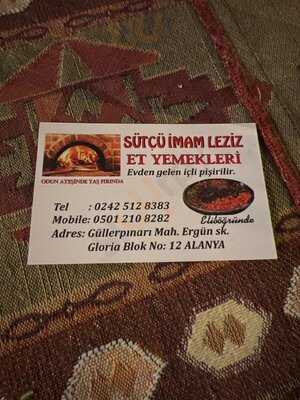 SÜTÇÜ İMAM LEZİZ
ET YEMEKLERİ
Evden gelen içli pişirilir.
ODUN ATEŞİNDE TAŞ FIRINDA
Tel : 0242 512 8383
Mobile: 0501 210 8282
Elibögründe
Adres: Güllerpınarı Mah. Ergün sk.
Gloria Blok No: 12 ALANYA